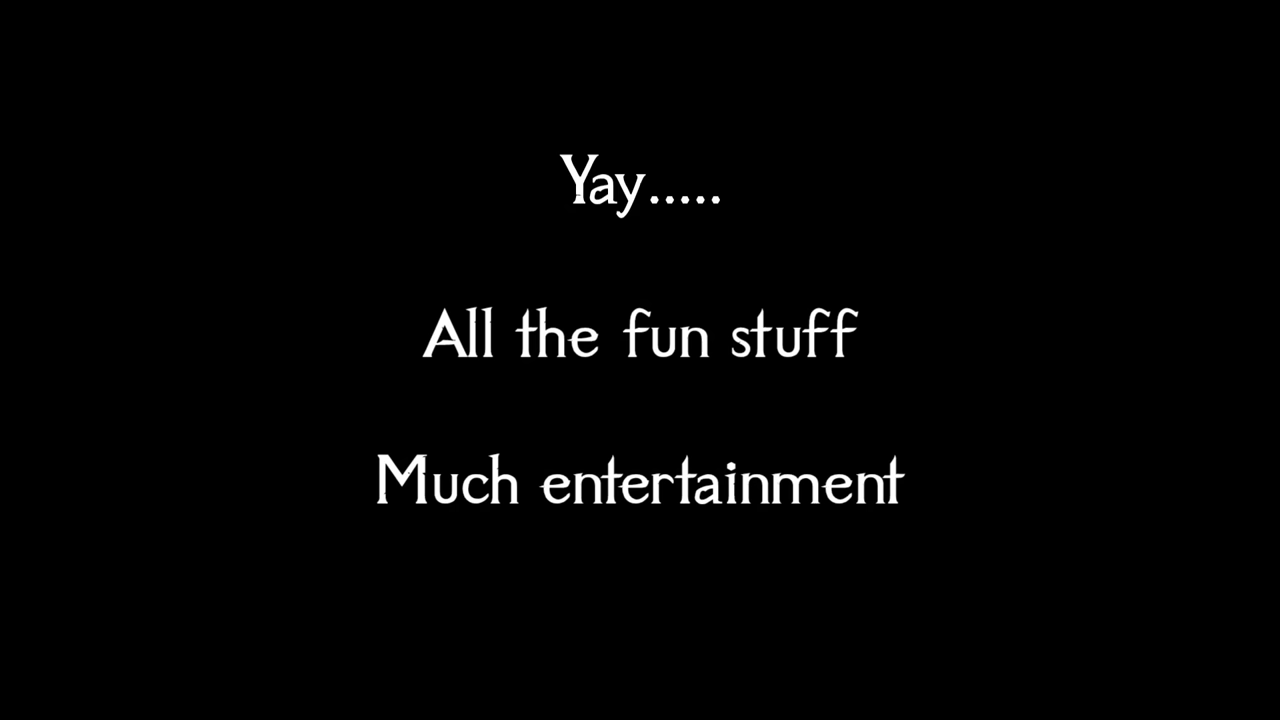 Yay.....
All the fun stuff
Much entertainment